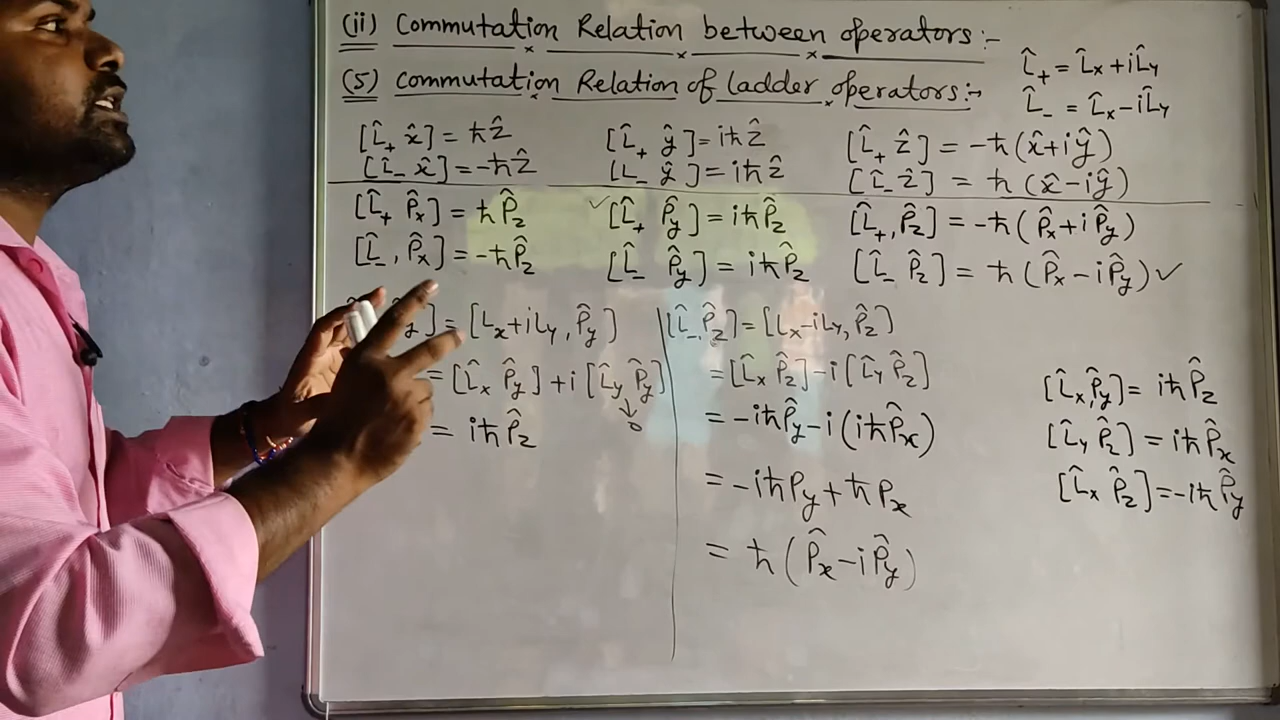 (ii) Commutation Relation between operators:-
(5) Commutation Relation of ladder operators:-
L̂₊ = L̂x + iL̂y
L̂₋ = L̂x − iL̂y
[L̂₊ x̂] = ħẑ
[L̂₊ ŷ] = iħẑ
[L̂₊ ẑ] = −ħ(x̂+iŷ)
[L̂₋ x̂] = −ħẑ
[L₋ ŷ] = iħẑ
[L̂₋ ẑ] = ħ(x̂−iŷ)
[L̂₊ P̂x] = ħP̂z
✓[L̂₊ P̂y] = iħP̂z
[L̂₊, P̂z] = −ħ(P̂x+iP̂y)
[L̂₋, P̂x] = −ħP̂z
[L̂₋ P̂y] = iħP̂z
[L̂₋ P̂z] = ħ(P̂x−iP̂y) ✓
y] = [Lx+iLy, P̂y]
= [L̂x P̂y] + i[L̂y P̂y]
↓
0
= iħP̂z
[L̂₋ P̂z] = [Lx−iLy, P̂z]
= [L̂x P̂z] − i[L̂y P̂z]
= −iħP̂y − i(iħP̂x)
= −iħPy + ħPx
= ħ(P̂x−iP̂y)
[L̂x, P̂y] = iħP̂z
[L̂y P̂z] = iħP̂x
[L̂x P̂z] = −iħP̂y